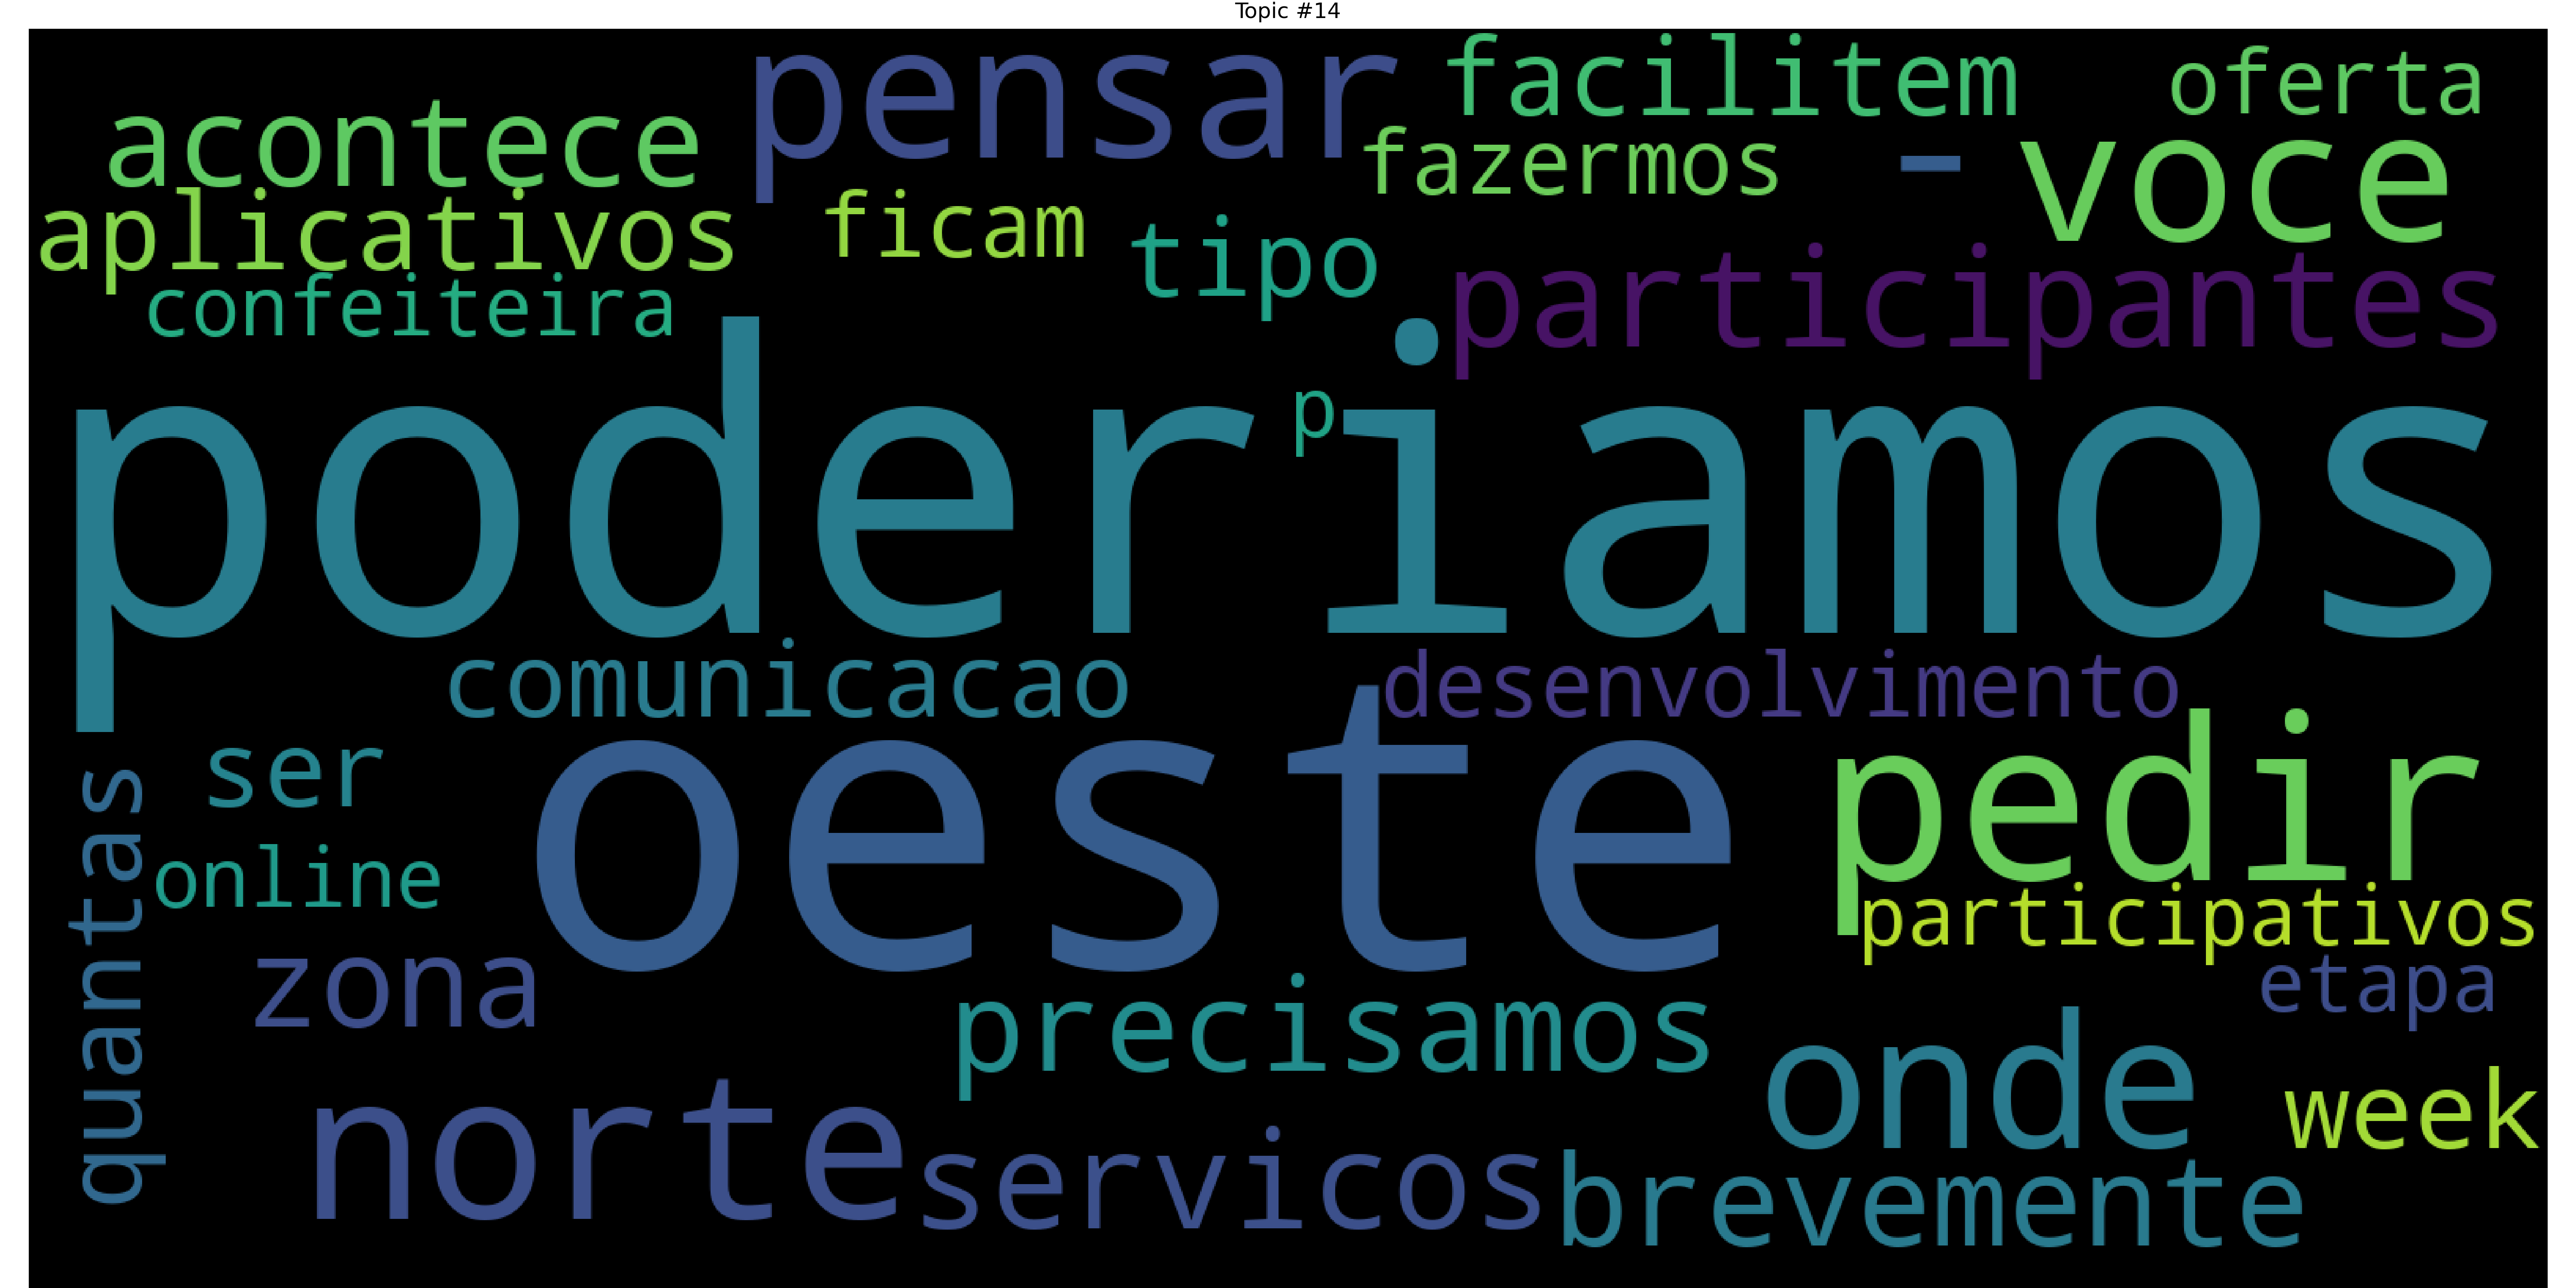 Topic #14
pensar
facilitem
oferta
acontece
fazermos
-
voce
aplicativos
ficam
tipo
participantes
confeiteira
p
poderiamos
comunicacao
desenvolvimento
ser
oeste
pedir
quantas
online
participativos
zona
etapa
precisamos
onde
week
norte
servicos
brevemente